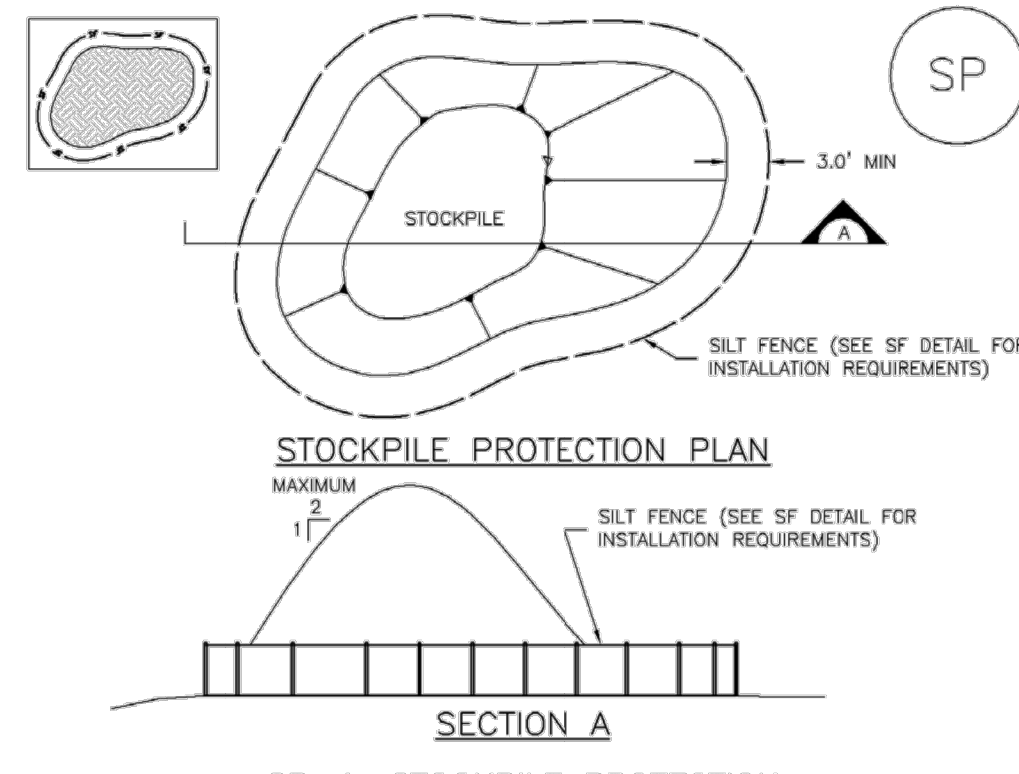 SP
3.0' MIN
STOCKPILE
A
SILT FENCE (SEE SF DETAIL FOR
INSTALLATION REQUIREMENTS)
STOCKPILE PROTECTION PLAN
MAXIMUM
2
1
SILT FENCE (SEE SF DETAIL FOR
INSTALLATION REQUIREMENTS)
SECTION A